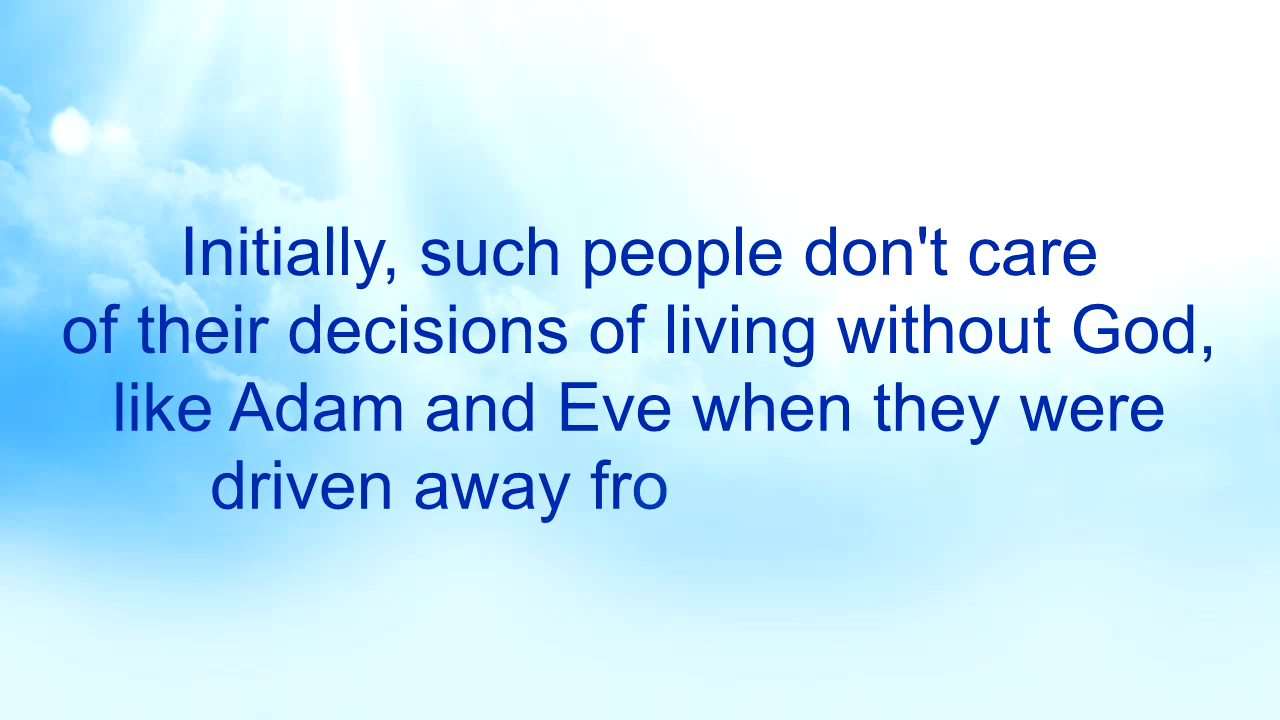 Initially, such people don't care
of their decisions of living without God,
like Adam and Eve when they were
driven away fro